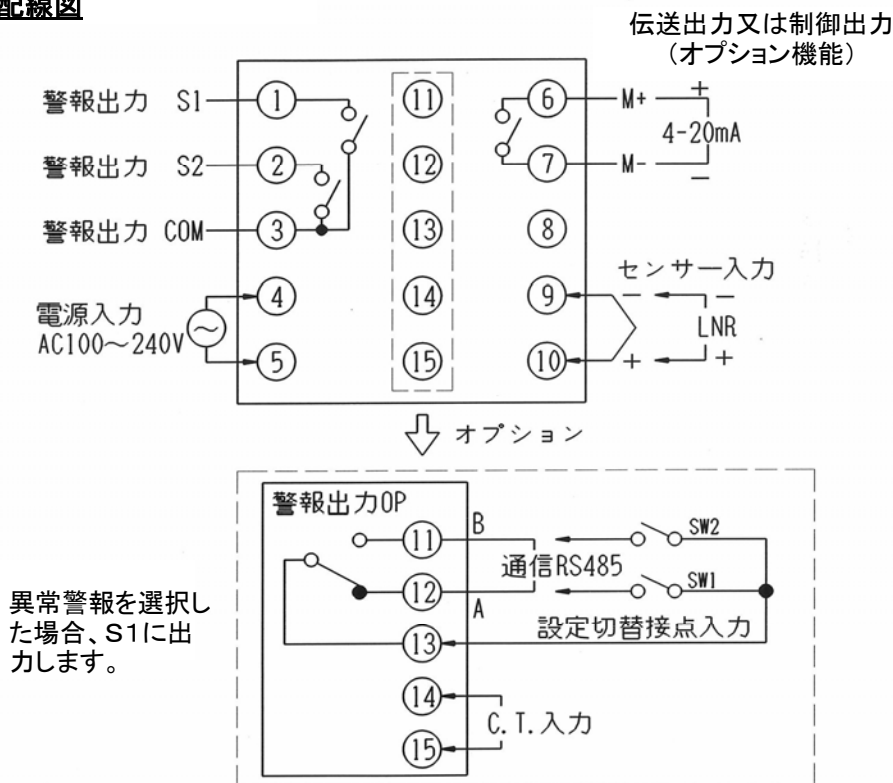 配線図
伝送出力又は制御出力
（オプション機能）
警報出力 S1
警報出力 S2
警報出力 COM
電源入力
AC100～240V
① ② ③ ④ ⑤
⑪ ⑫ ⑬ ⑭ ⑮
⑥ ⑦ ⑧ ⑨ ⑩
M+ +
4-20mA
M- −
センサー入力
− −
LNR
+ +
オプション
警報出力OP
⑪ ⑫ ⑬ ⑭ ⑮
B
通信RS485
A
SW2
SW1
設定切替接点入力
C.T.入力
異常警報を選択し
た場合、S1に出
力します。